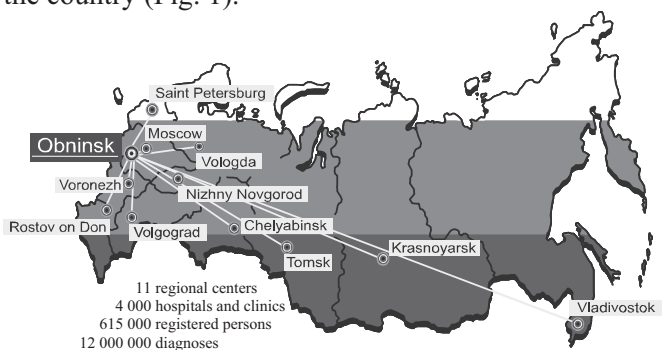 the country (Fig. 1).
Saint Petersburg
Moscow
Obninsk
Vologda
Voronezh
Nizhny Novgorod
Rostov on Don
Volgograd
Chelyabinsk
Krasnoyarsk
Tomsk
11 regional centers
4 000 hospitals and clinics
615 000 registered persons
12 000 000 diagnoses
Vladivostok